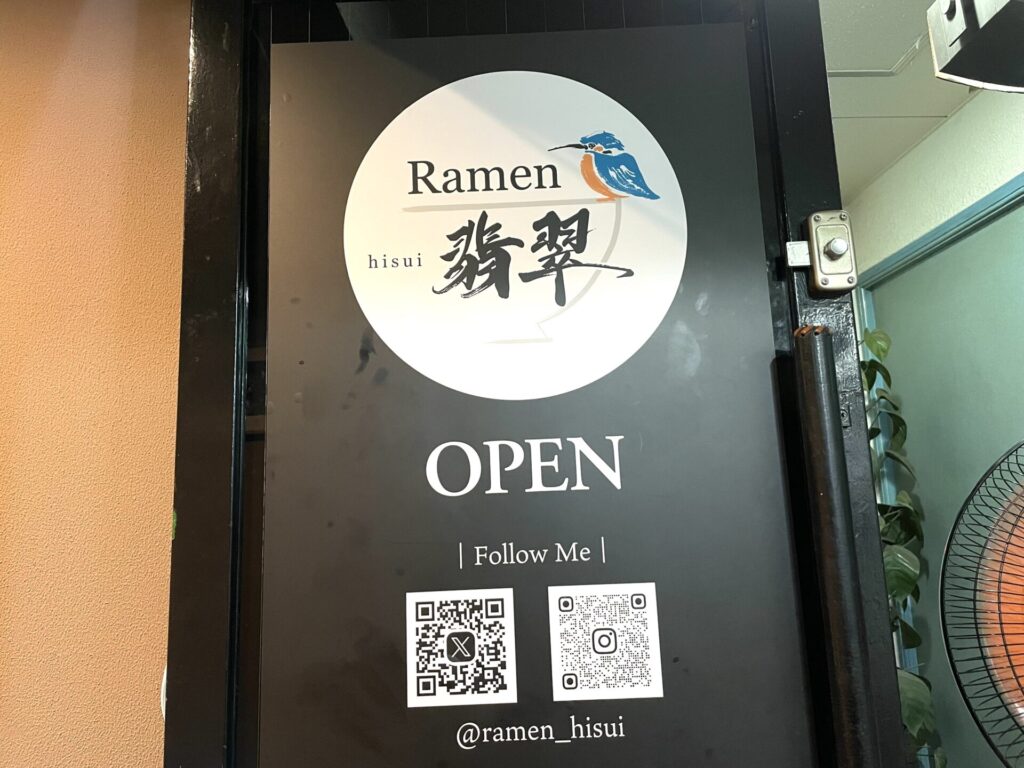 Ramen
hisui 翡翠
OPEN
| Follow Me |
@ramen_hisui